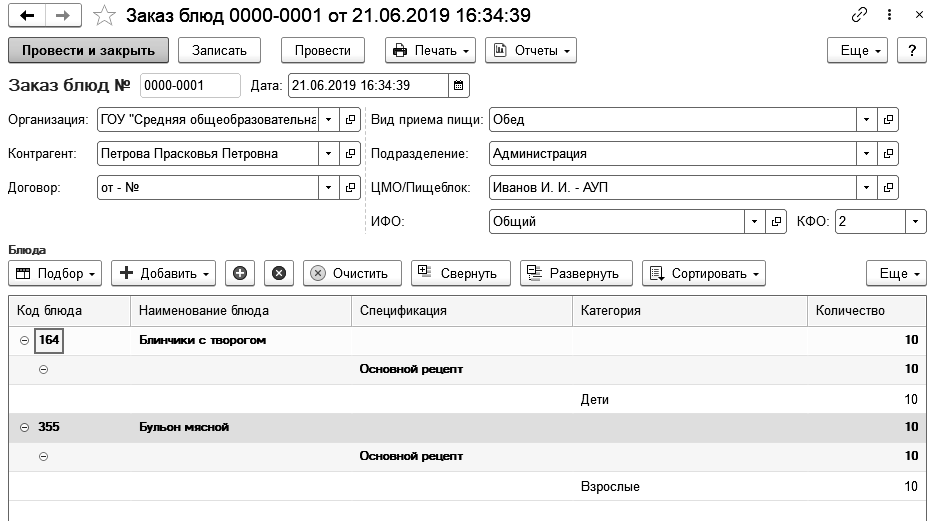 Заказ блюд 0000-0001 от 21.06.2019 16:34:39
Провести и закрыть Записать Провести Печать Отчеты Еще ?
Заказ блюд № 0000-0001 Дата: 21.06.2019 16:34:39
Организация: ГОУ "Средняя общеобразовательна Вид приема пищи: Обед
Контрагент: Петрова Прасковья Петровна Подразделение: Администрация
Договор: от - № ЦМО/Пищеблок: Иванов И. И. - АУП
ИФО: Общий КФО: 2
Блюда
Подбор Добавить Очистить Свернуть Развернуть Сортировать Еще
Код блюда Наименование блюда Спецификация Категория Количество
164 Блинчики с творогом 10
Основной рецепт 10
Дети 10
355 Бульон мясной 10
Основной рецепт 10
Взрослые 10